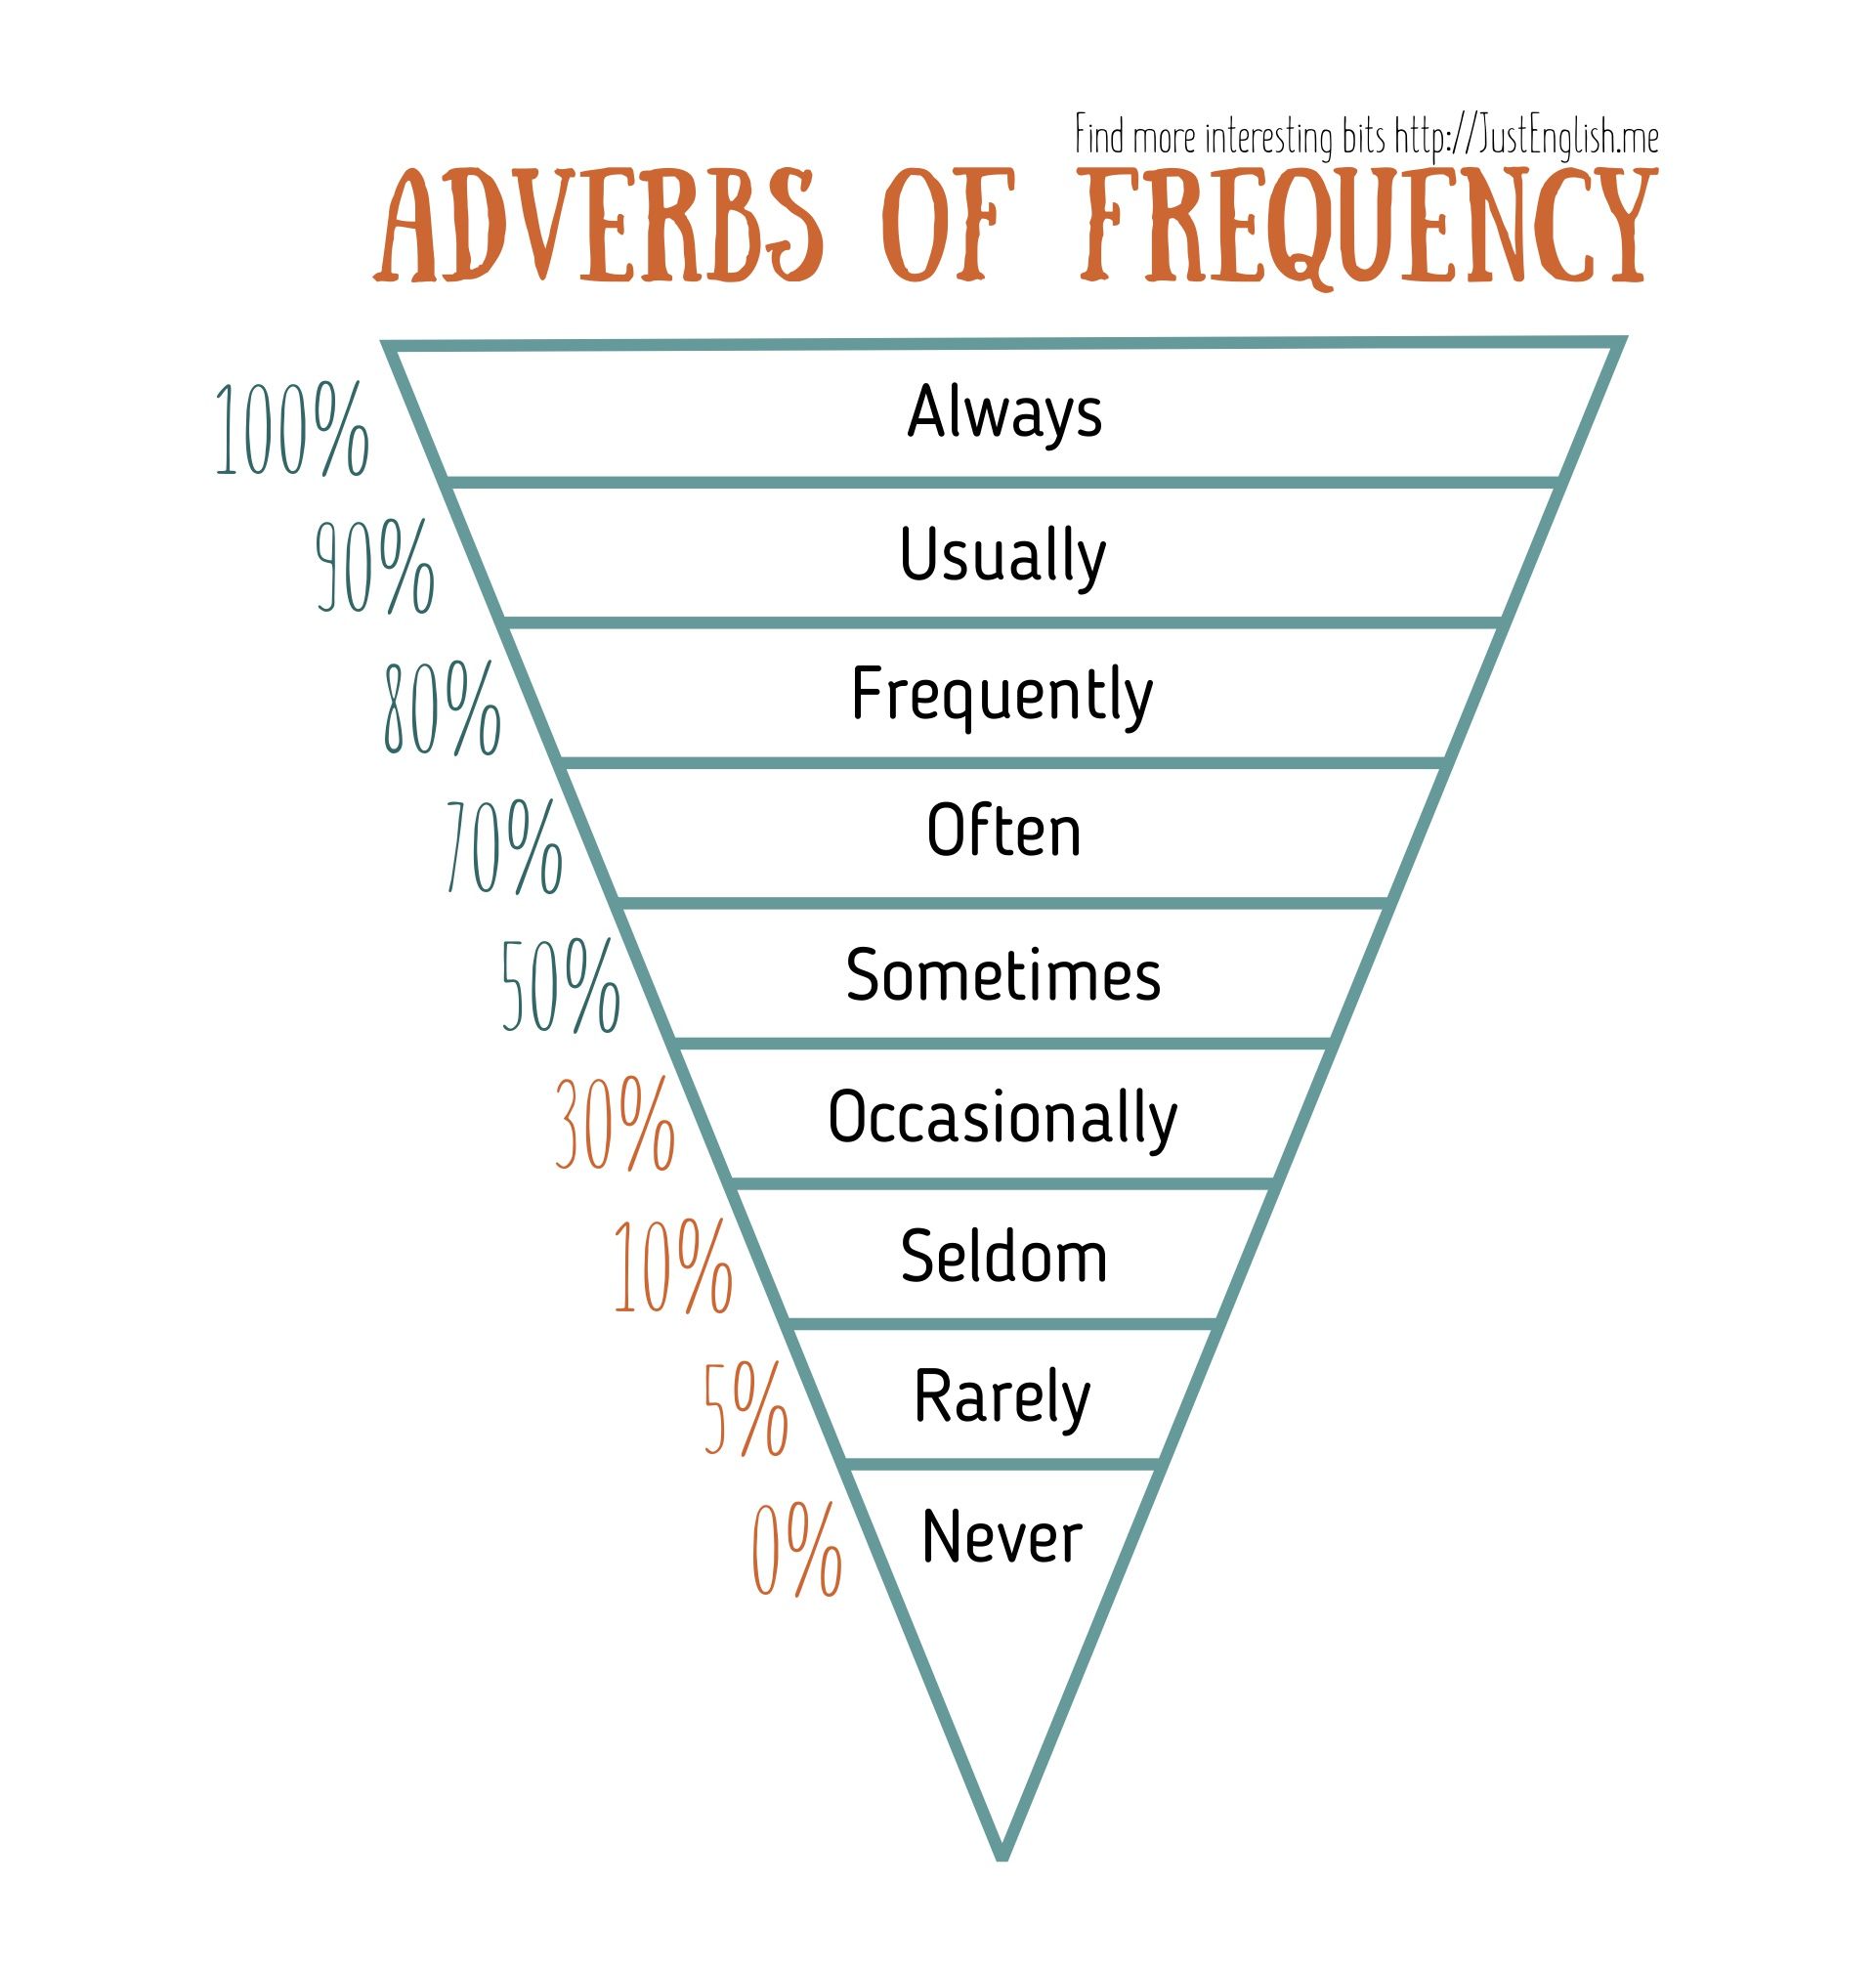 Find more interesting bits http://JustEnglish.me
ADVERBS OF FREQUENCY
100% Always
90% Usually
80% Frequently
70% Often
50% Sometimes
30% Occasionally
10% Seldom
5% Rarely
0% Never